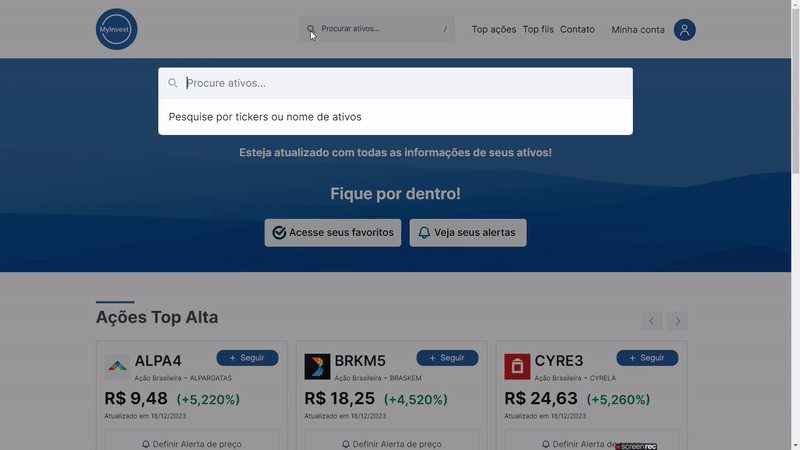 MyInvest
Procurar ativos...
/
Top ações
Top fiis
Contato
Minha conta
Procure ativos...
Pesquise por tickers ou nome de ativos
Esteja atualizado com todas as informações de seus ativos!
Fique por dentro!
Acesse seus favoritos
Veja seus alertas
Ações Top Alta
ALPA4
+ Seguir
Ação Brasileira - ALPARGATAS
R$ 9,48 (+5,220%)
Atualizado em 18/12/2023
Definir Alerta de preço
BRKM5
+ Seguir
Ação Brasileira - BRASKEM
R$ 18,25 (+4,520%)
Atualizado em 18/12/2023
Definir Alerta de preço
CYRE3
+ Seguir
Ação Brasileira - CYRELA
R$ 24,63 (+5,260%)
Atualizado em 18/12/2023
Definir Alerta de preço
screenrec